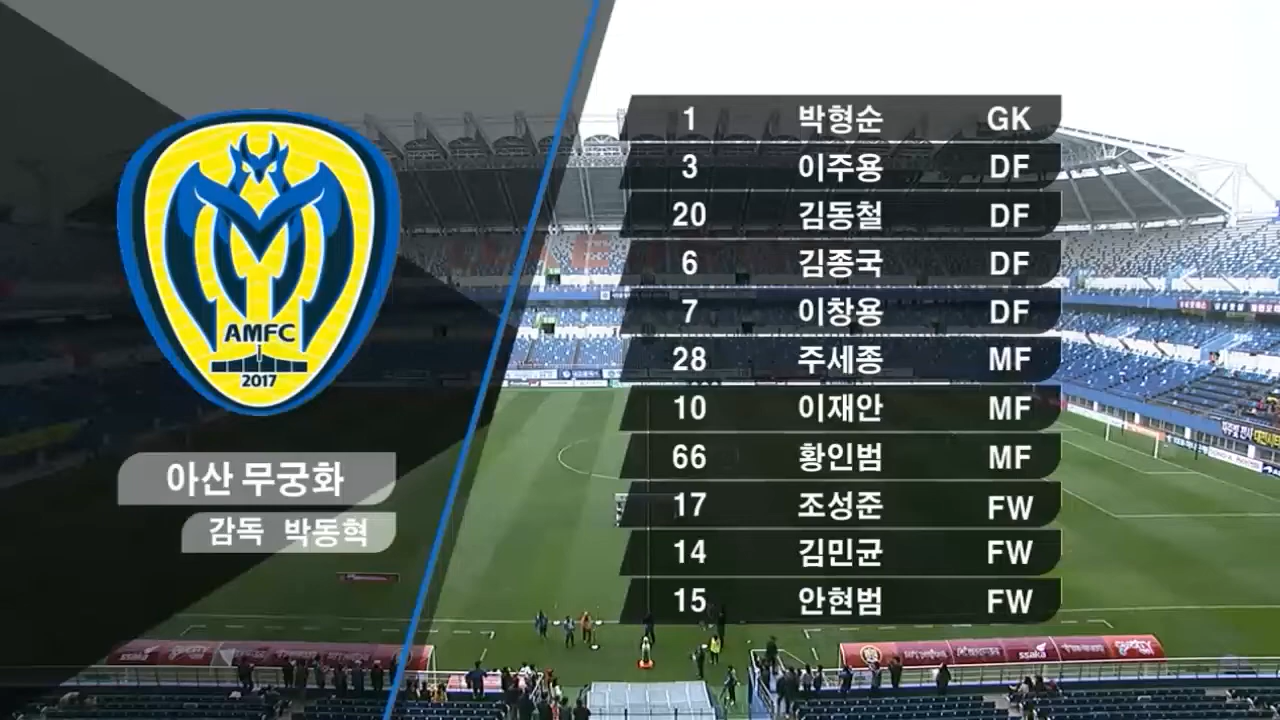 AMFC
2017
아산 무궁화
감독 박동혁
1 박형순 GK
3 이주용 DF
20 김동철 DF
6 김종국 DF
7 이창용 DF
28 주세종 MF
10 이재안 MF
66 황인범 MF
17 조성준 FW
14 김민균 FW
15 안현범 FW
ssaka